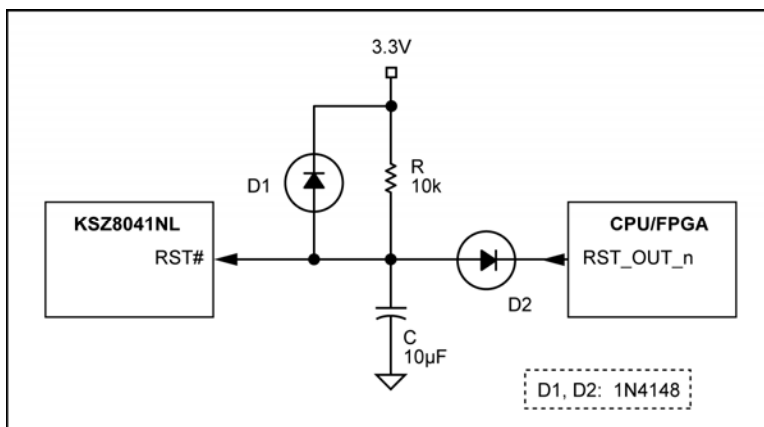 3.3V
D1
R
10k
KSZ8041NL
RST#
CPU/FPGA
RST_OUT_n
D2
C
10µF
D1, D2: 1N4148